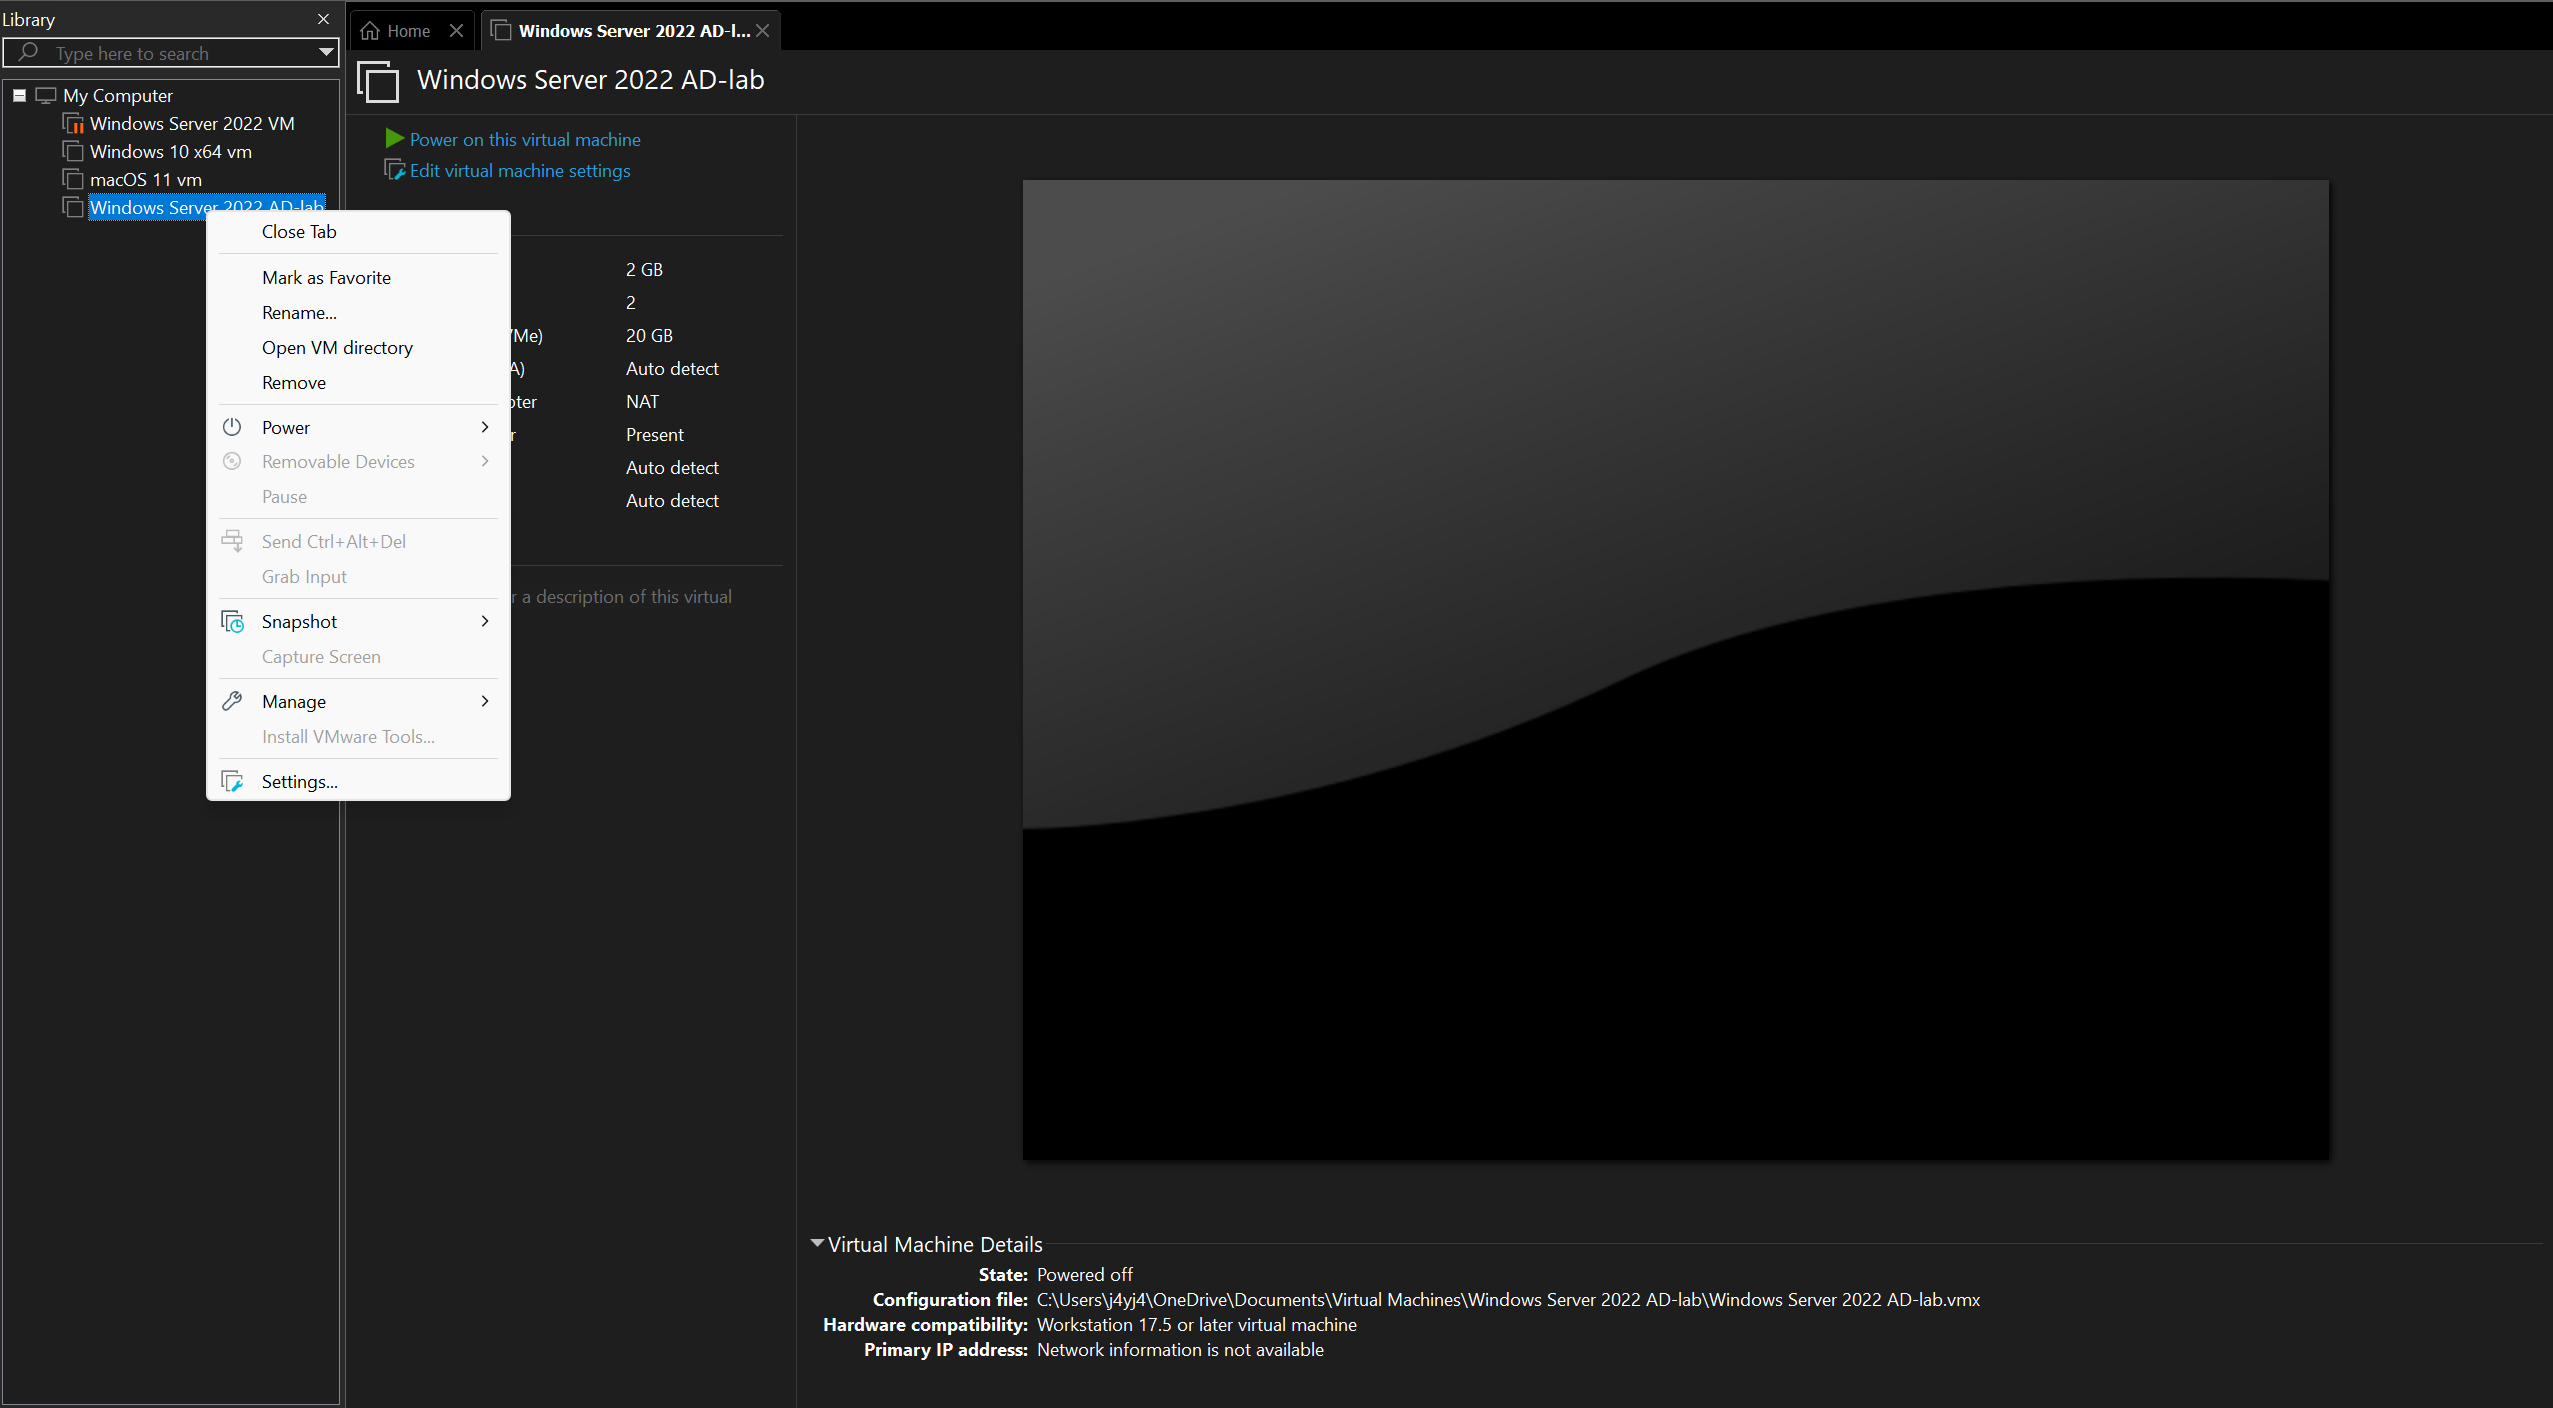 Library
Type here to search
My Computer
Windows Server 2022 VM
Windows 10 x64 vm
macOS 11 vm
Windows Server 2022 AD-lab
Home
Windows Server 2022 AD-l...
Windows Server 2022 AD-lab
Power on this virtual machine
Edit virtual machine settings
Close Tab
Mark as Favorite
Rename...
Open VM directory
Remove
Power
Removable Devices
Pause
Send Ctrl+Alt+Del
Grab Input
Snapshot
Capture Screen
Manage
Install VMware Tools...
Settings...
2 GB
2
Me) 20 GB
A) Auto detect
pter NAT
r Present
Auto detect
Auto detect
r a description of this virtual
Virtual Machine Details
State: Powered off
Configuration file: C:\Users\j4yj4\OneDrive\Documents\Virtual Machines\Windows Server 2022 AD-lab\Windows Server 2022 AD-lab.vmx
Hardware compatibility: Workstation 17.5 or later virtual machine
Primary IP address: Network information is not available